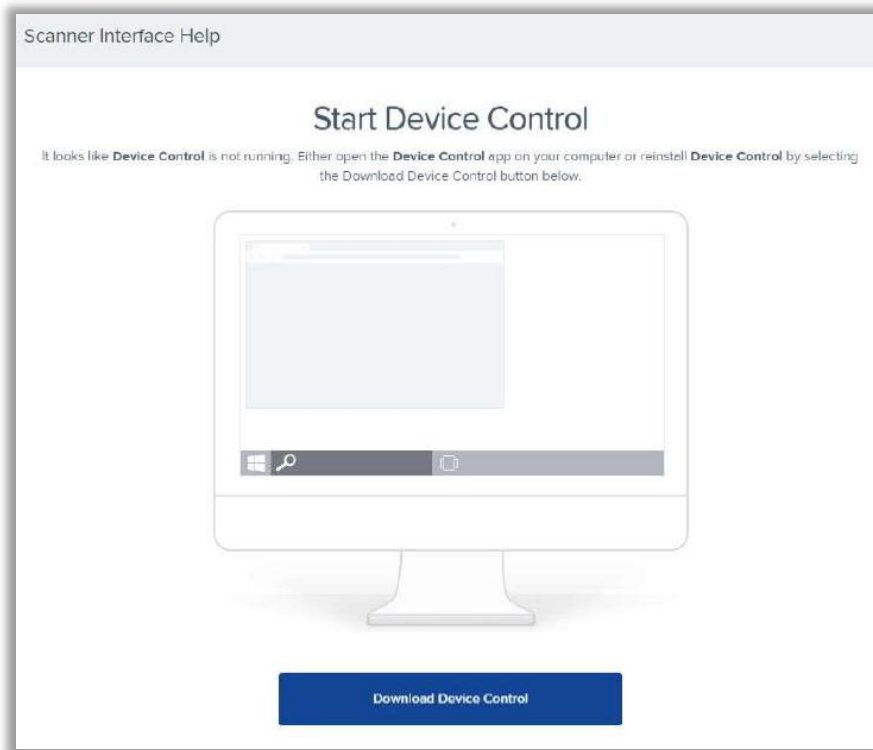 Scanner Interface Help
Start Device Control
It looks like Device Control is not running. Either open the Device Control app on your computer or reinstall Device Control by selecting
the Download Device Control button below.
Download Device Control